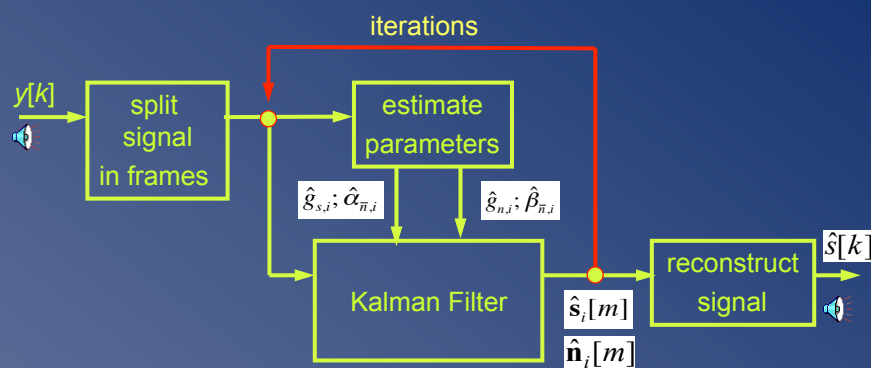 iterations
y[k]
split
signal
in frames
estimate
parameters
ĝ_{s,i}; α̂_{n̄,i}
ĝ_{n,i}; β̂_{n̄,i}
Kalman Filter
ŝ_i[m]
n̂_i[m]
reconstruct
signal
ŝ[k]